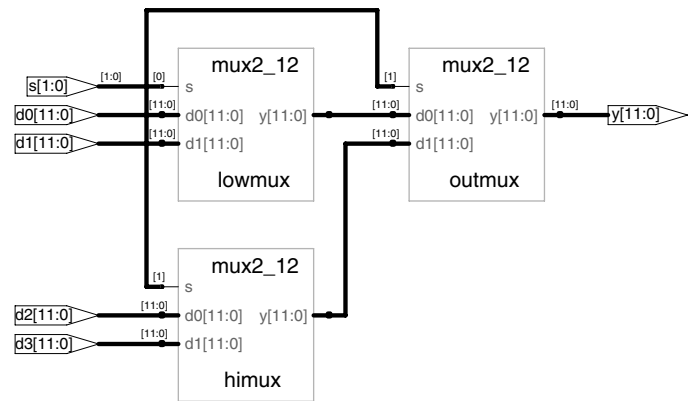 mux2_12
mux2_12
s[1:0]
[1:0]
[0]
s
[1]
s
d0[11:0]
[11:0]
d0[11:0]
y[11:0]
[11:0]
d0[11:0]
y[11:0]
[11:0]
y[11:0]
d1[11:0]
[11:0]
d1[11:0]
[11:0]
d1[11:0]
lowmux
outmux
mux2_12
[1]
s
d2[11:0]
[11:0]
d0[11:0]
y[11:0]
d3[11:0]
[11:0]
d1[11:0]
himux